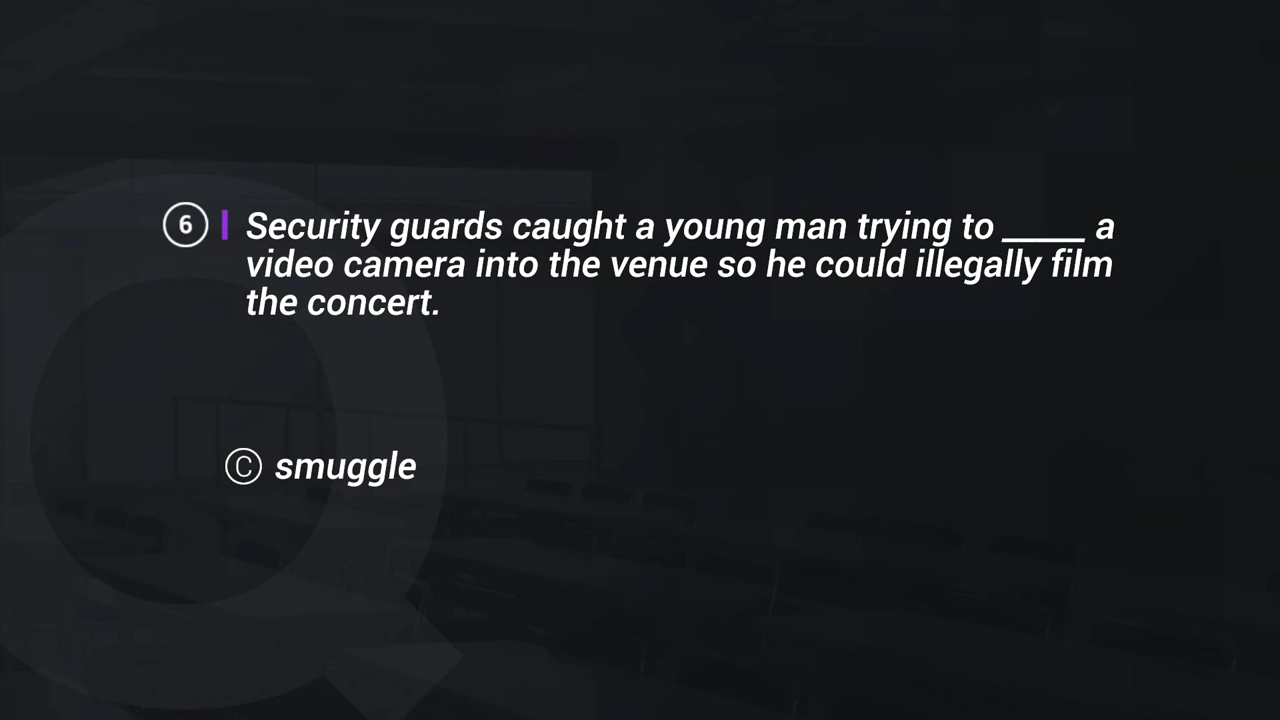 6 Security guards caught a young man trying to _____ a
video camera into the venue so he could illegally film
the concert.
C smuggle